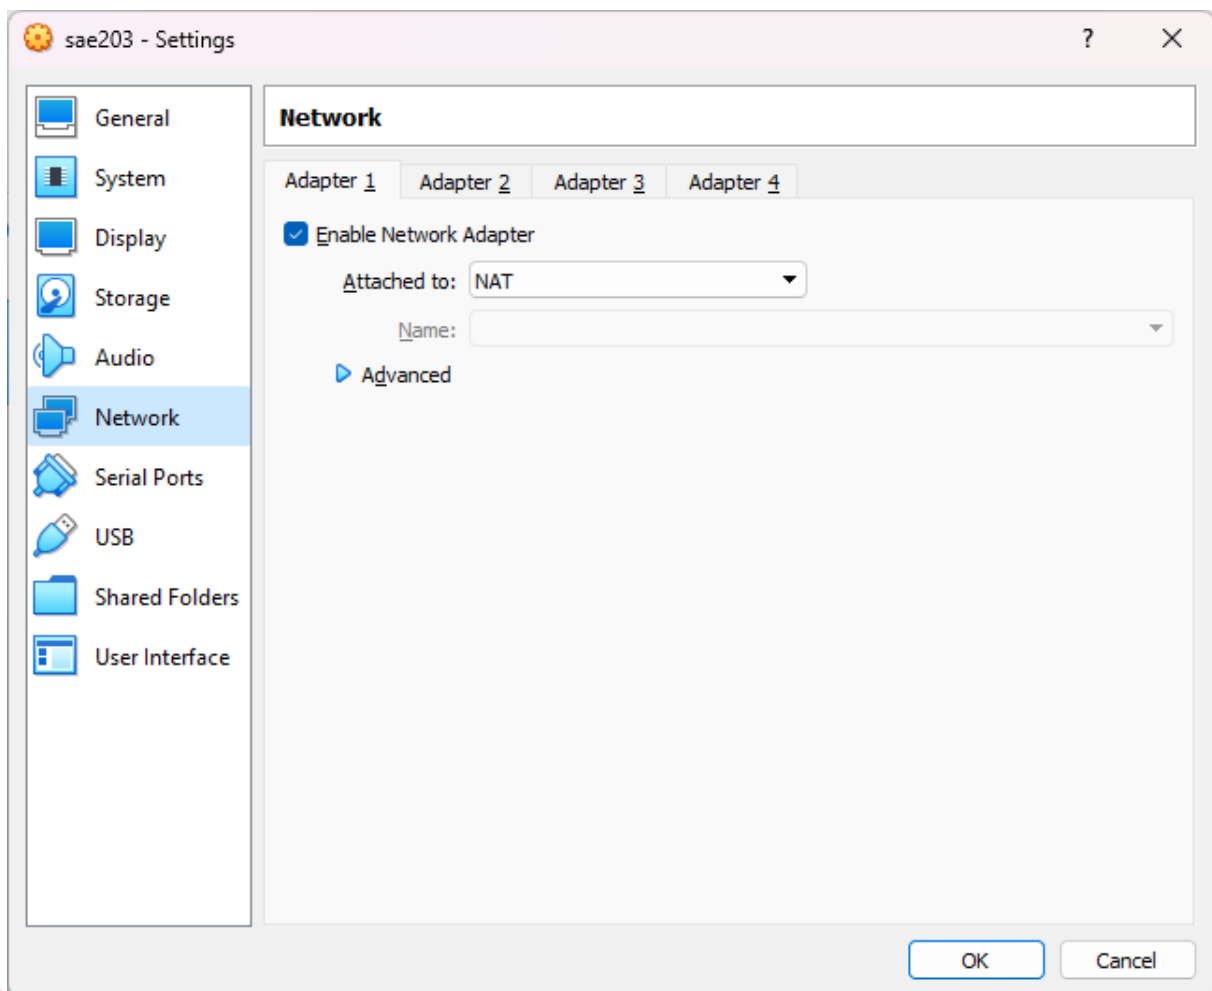 sae203 - Settings
?
General
System
Display
Storage
Audio
Network
Serial Ports
USB
Shared Folders
User Interface
Network
Adapter 1 Adapter 2 Adapter 3 Adapter 4
Enable Network Adapter
Attached to: NAT
Name:
Advanced
OK Cancel